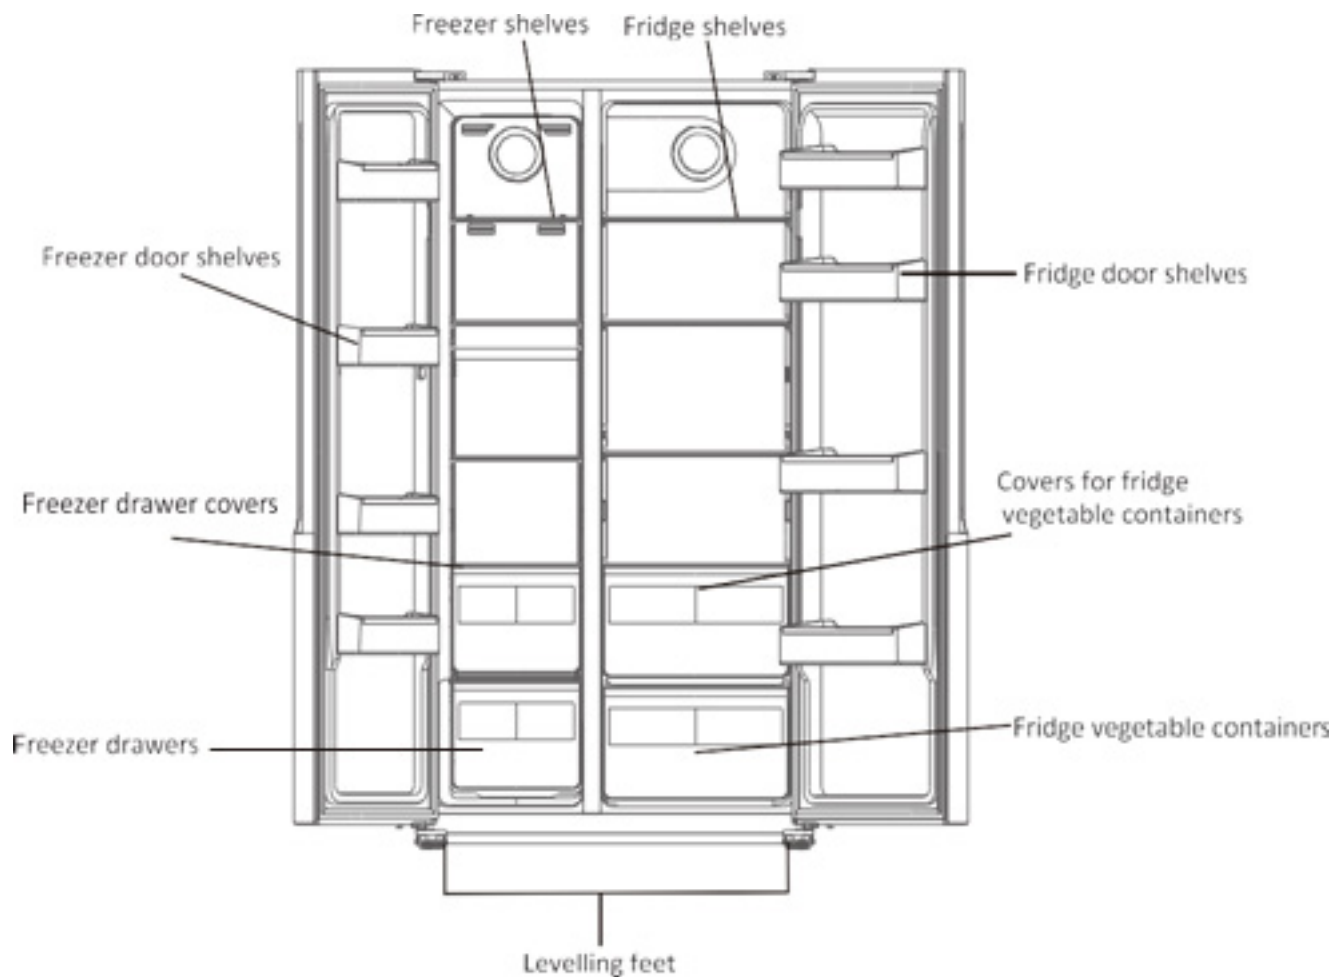 Freezer shelves
Fridge shelves
Freezer door shelves
Fridge door shelves
Freezer drawer covers
Covers for fridge
vegetable containers
Freezer drawers
Fridge vegetable containers
Levelling feet